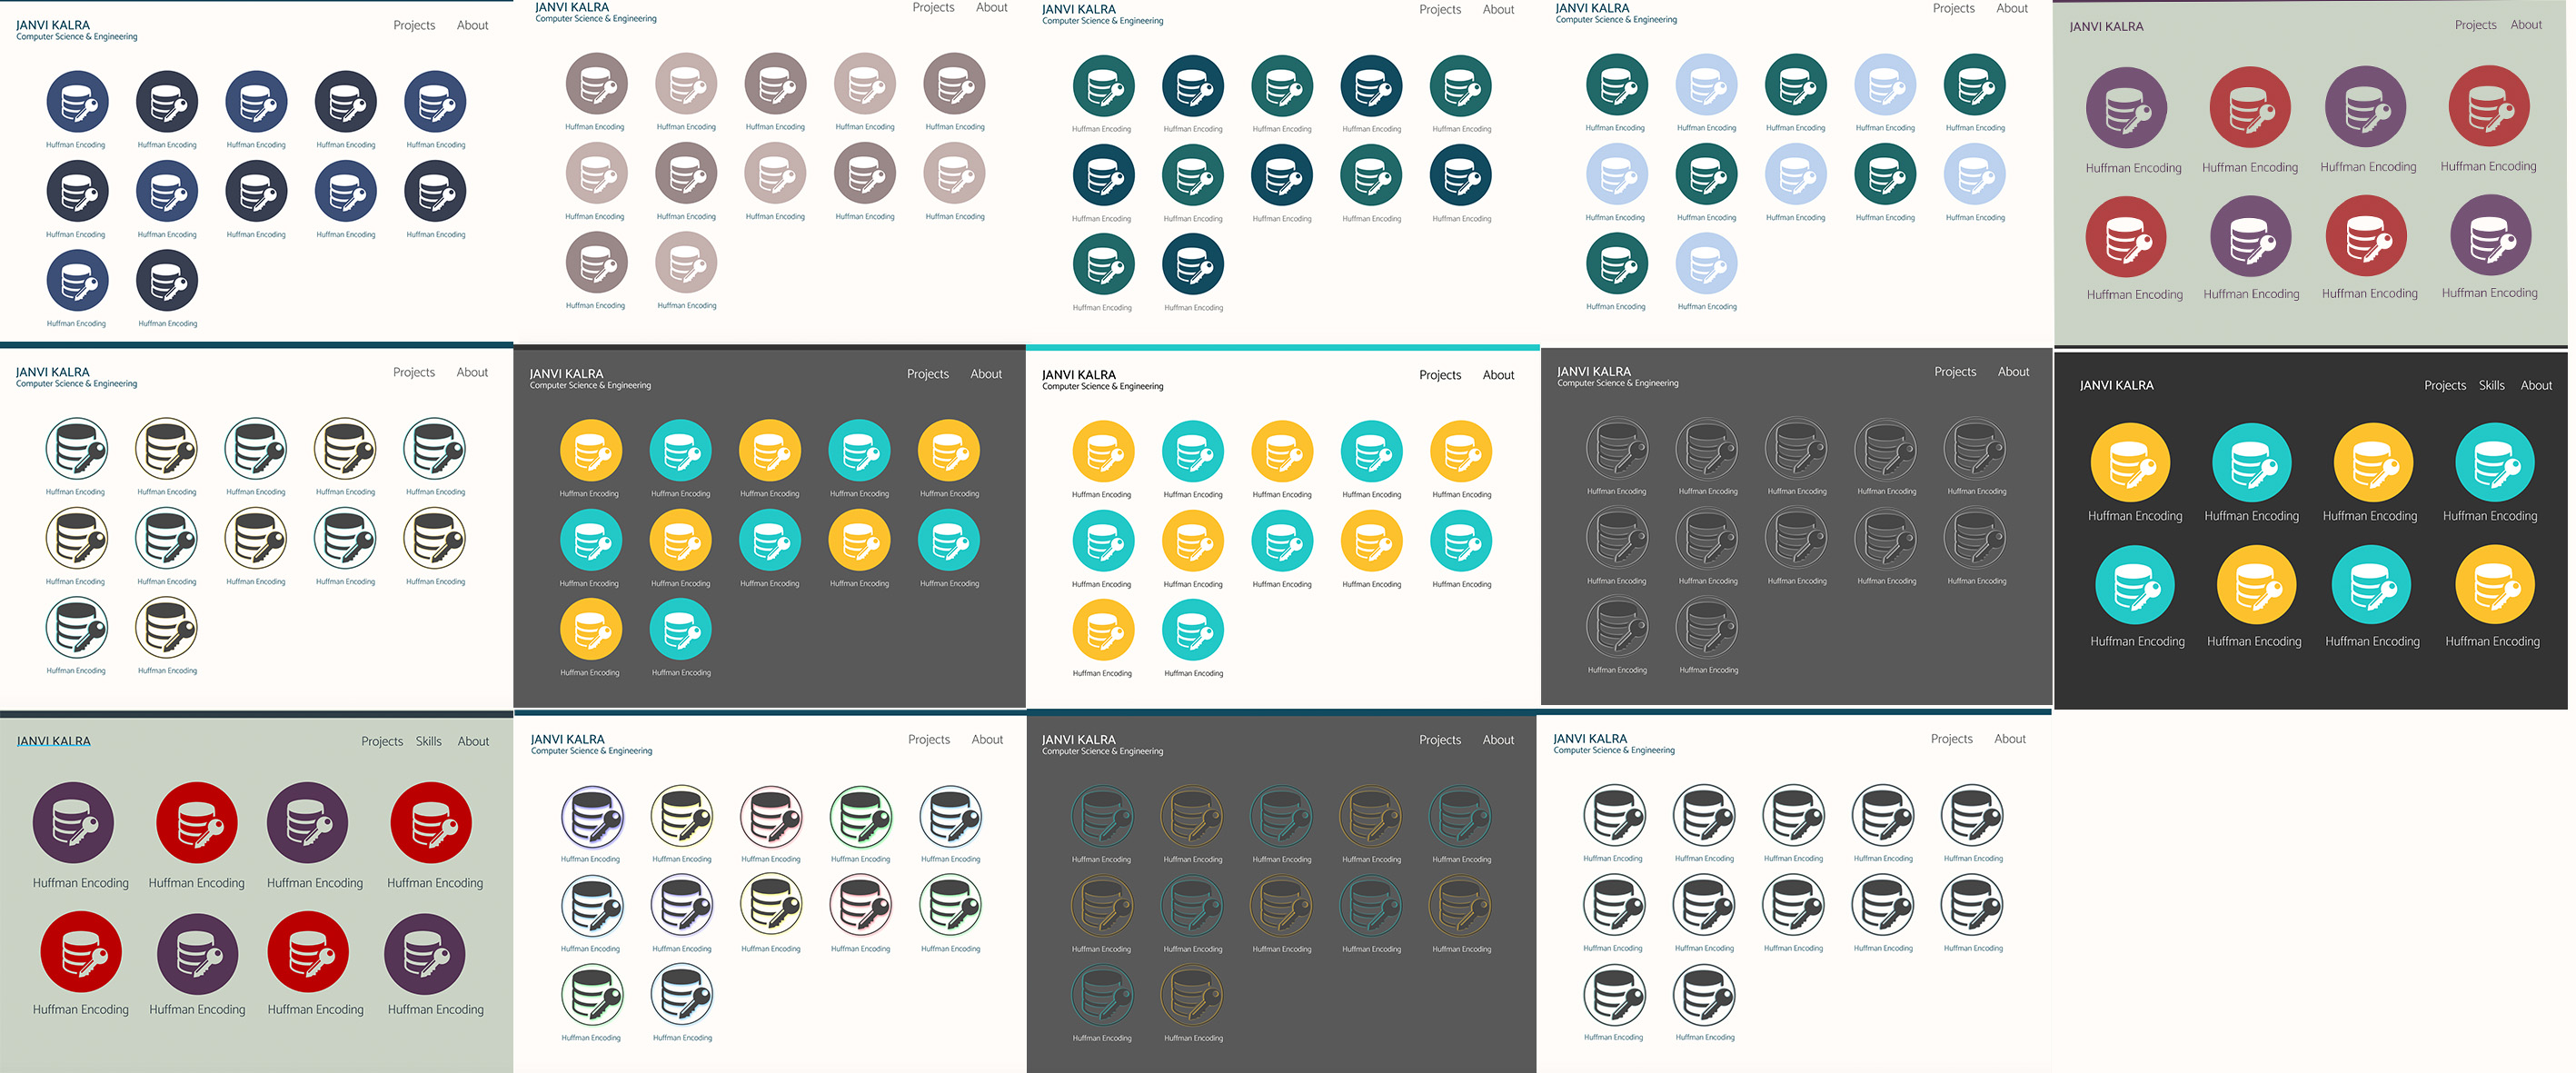 JANVI KALRA
Computer Science & Engineering
Projects About
Huffman Encoding Huffman Encoding Huffman Encoding Huffman Encoding Huffman Encoding
Huffman Encoding Huffman Encoding Huffman Encoding Huffman Encoding Huffman Encoding
Huffman Encoding Huffman Encoding
JANVI KALRA
Computer Science & Engineering
Projects About
Huffman Encoding Huffman Encoding Huffman Encoding Huffman Encoding Huffman Encoding
Huffman Encoding Huffman Encoding Huffman Encoding Huffman Encoding Huffman Encoding
Huffman Encoding Huffman Encoding
JANVI KALRA
Computer Science & Engineering
Projects About
Huffman Encoding Huffman Encoding Huffman Encoding Huffman Encoding Huffman Encoding
Huffman Encoding Huffman Encoding Huffman Encoding Huffman Encoding Huffman Encoding
Huffman Encoding Huffman Encoding
JANVI KALRA
Computer Science & Engineering
Projects About
Huffman Encoding Huffman Encoding Huffman Encoding Huffman Encoding Huffman Encoding
Huffman Encoding Huffman Encoding Huffman Encoding Huffman Encoding Huffman Encoding
Huffman Encoding Huffman Encoding
JANVI KALRA
Projects About
Huffman Encoding Huffman Encoding Huffman Encoding Huffman Encoding
Huffman Encoding Huffman Encoding Huffman Encoding Huffman Encoding
JANVI KALRA
Computer Science & Engineering
Projects About
Huffman Encoding Huffman Encoding Huffman Encoding Huffman Encoding Huffman Encoding
Huffman Encoding Huffman Encoding Huffman Encoding Huffman Encoding Huffman Encoding
Huffman Encoding Huffman Encoding
JANVI KALRA
Computer Science & Engineering
Projects About
Huffman Encoding Huffman Encoding Huffman Encoding Huffman Encoding Huffman Encoding
Huffman Encoding Huffman Encoding Huffman Encoding Huffman Encoding Huffman Encoding
Huffman Encoding Huffman Encoding
JANVI KALRA
Computer Science & Engineering
Projects About
Huffman Encoding Huffman Encoding Huffman Encoding Huffman Encoding Huffman Encoding
Huffman Encoding Huffman Encoding Huffman Encoding Huffman Encoding Huffman Encoding
Huffman Encoding Huffman Encoding
JANVI KALRA
Computer Science & Engineering
Projects About
Huffman Encoding Huffman Encoding Huffman Encoding Huffman Encoding Huffman Encoding
Huffman Encoding Huffman Encoding Huffman Encoding Huffman Encoding Huffman Encoding
Huffman Encoding Huffman Encoding
JANVI KALRA
Projects Skills About
Huffman Encoding Huffman Encoding Huffman Encoding Huffman Encoding
Huffman Encoding Huffman Encoding Huffman Encoding Huffman Encoding
JANVI KALRA
Projects Skills About
Huffman Encoding Huffman Encoding Huffman Encoding Huffman Encoding
Huffman Encoding Huffman Encoding Huffman Encoding Huffman Encoding
JANVI KALRA
Computer Science & Engineering
Projects About
Huffman Encoding Huffman Encoding Huffman Encoding Huffman Encoding Huffman Encoding
Huffman Encoding Huffman Encoding Huffman Encoding Huffman Encoding Huffman Encoding
Huffman Encoding Huffman Encoding
JANVI KALRA
Computer Science & Engineering
Projects About
Huffman Encoding Huffman Encoding Huffman Encoding Huffman Encoding Huffman Encoding
Huffman Encoding Huffman Encoding Huffman Encoding Huffman Encoding Huffman Encoding
Huffman Encoding Huffman Encoding
JANVI KALRA
Computer Science & Engineering
Projects About
Huffman Encoding Huffman Encoding Huffman Encoding Huffman Encoding Huffman Encoding
Huffman Encoding Huffman Encoding Huffman Encoding Huffman Encoding Huffman Encoding
Huffman Encoding Huffman Encoding